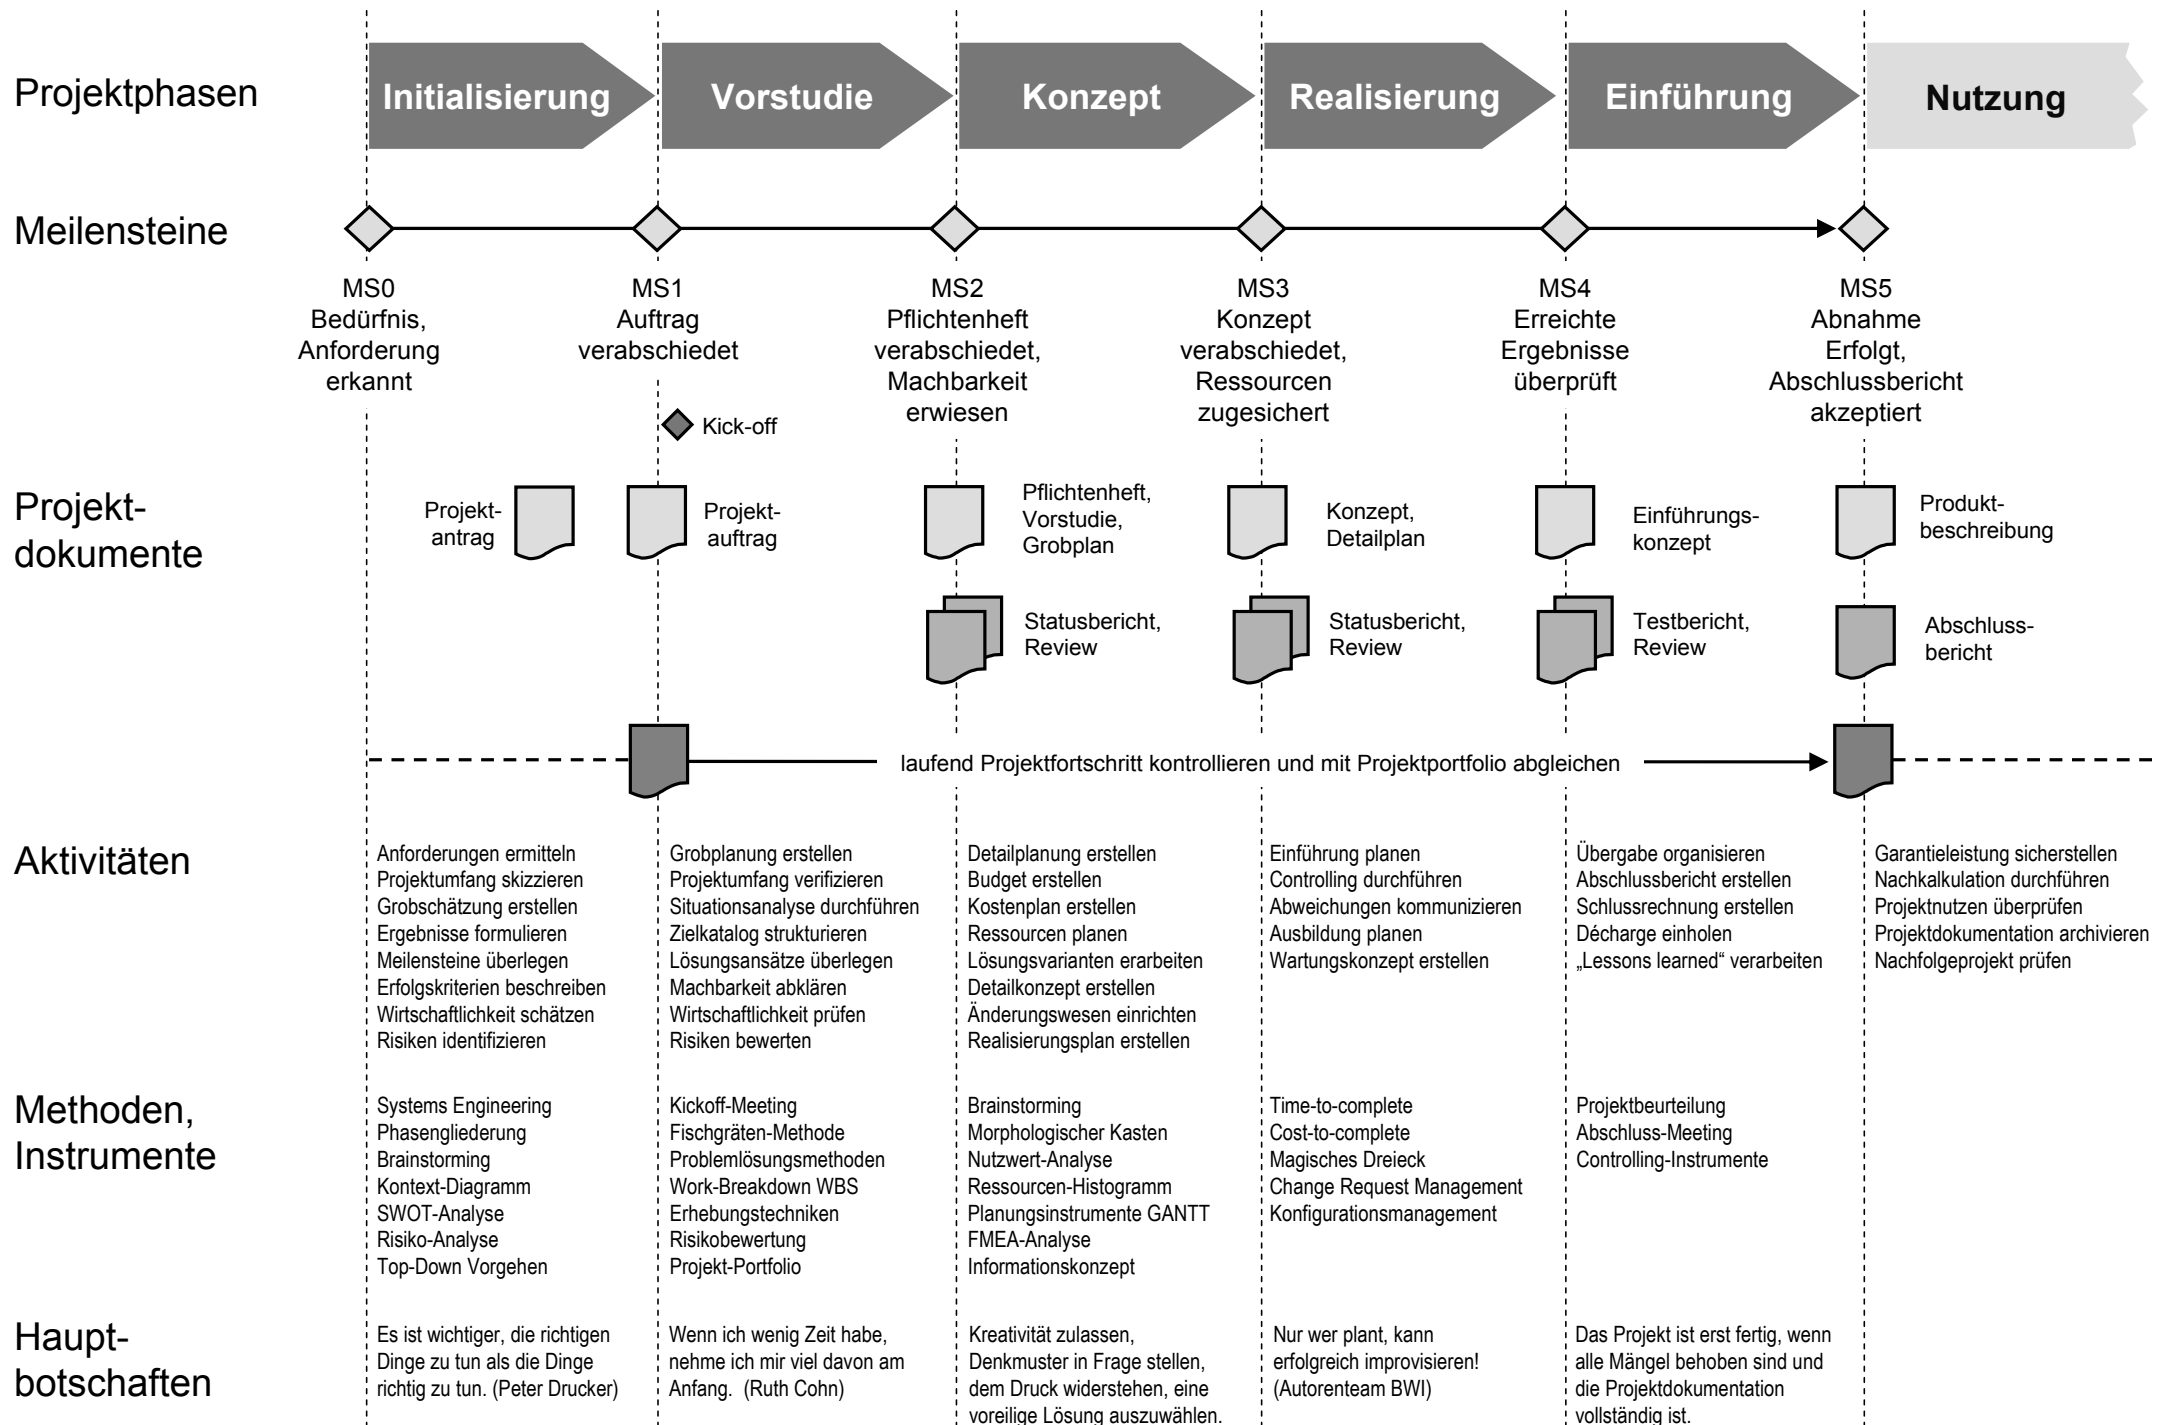 Projektphasen
Initialisierung
Vorstudie
Konzept
Realisierung
Einführung
Nutzung
Meilensteine
MS0
Bedürfnis,
Anforderung
erkannt
MS1
Auftrag
verabschiedet
Kick-off
MS2
Pflichtenheft
verabschiedet,
Machbarkeit
erwiesen
MS3
Konzept
verabschiedet,
Ressourcen
zugesichert
MS4
Erreichte
Ergebnisse
überprüft
MS5
Abnahme
Erfolgt,
Abschlussbericht
akzeptiert
Projekt-
dokumente
Projekt-
antrag
Projekt-
auftrag
Pflichtenheft,
Vorstudie,
Grobplan
Konzept,
Detailplan
Einführungs-
konzept
Produkt-
beschreibung
Statusbericht,
Review
Statusbericht,
Review
Testbericht,
Review
Abschluss-
bericht
laufend Projektfortschritt kontrollieren und mit Projektportfolio abgleichen
Aktivitäten
Anforderungen ermitteln
Projektumfang skizzieren
Grobschätzung erstellen
Ergebnisse formulieren
Meilensteine überlegen
Erfolgskriterien beschreiben
Wirtschaftlichkeit schätzen
Risiken identifizieren
Grobplanung erstellen
Projektumfang verifizieren
Situationsanalyse durchführen
Zielkatalog strukturieren
Lösungsansätze überlegen
Machbarkeit abklären
Wirtschaftlichkeit prüfen
Risiken bewerten
Detailplanung erstellen
Budget erstellen
Kostenplan erstellen
Ressourcen planen
Lösungsvarianten erarbeiten
Detailkonzept erstellen
Änderungswesen einrichten
Realisierungsplan erstellen
Einführung planen
Controlling durchführen
Abweichungen kommunizieren
Ausbildung planen
Wartungskonzept erstellen
Übergabe organisieren
Abschlussbericht erstellen
Schlussrechnung erstellen
Décharge einholen
„Lessons learned“ verarbeiten
Garantieleistung sicherstellen
Nachkalkulation durchführen
Projektnutzen überprüfen
Projektdokumentation archivieren
Nachfolgeprojekt prüfen
Methoden,
Instrumente
Systems Engineering
Phasengliederung
Brainstorming
Kontext-Diagramm
SWOT-Analyse
Risiko-Analyse
Top-Down Vorgehen
Kickoff-Meeting
Fischgräten-Methode
Problemlösungsmethoden
Work-Breakdown WBS
Erhebungstechniken
Risikobewertung
Projekt-Portfolio
Brainstorming
Morphologischer Kasten
Nutzwert-Analyse
Ressourcen-Histogramm
Planungsinstrumente GANTT
FMEA-Analyse
Informationskonzept
Time-to-complete
Cost-to-complete
Magisches Dreieck
Change Request Management
Konfigurationsmanagement
Projektbeurteilung
Abschluss-Meeting
Controlling-Instrumente
Haupt-
botschaften
Es ist wichtiger, die richtigen
Dinge zu tun als die Dinge
richtig zu tun. (Peter Drucker)
Wenn ich wenig Zeit habe,
nehme ich mir viel davon am
Anfang. (Ruth Cohn)
Kreativität zulassen,
Denkmuster in Frage stellen,
dem Druck widerstehen, eine
voreilige Lösung auszuwählen.
Nur wer plant, kann
erfolgreich improvisieren!
(Autorenteam BWI)
Das Projekt ist erst fertig, wenn
alle Mängel behoben sind und
die Projektdokumentation
vollständig ist.